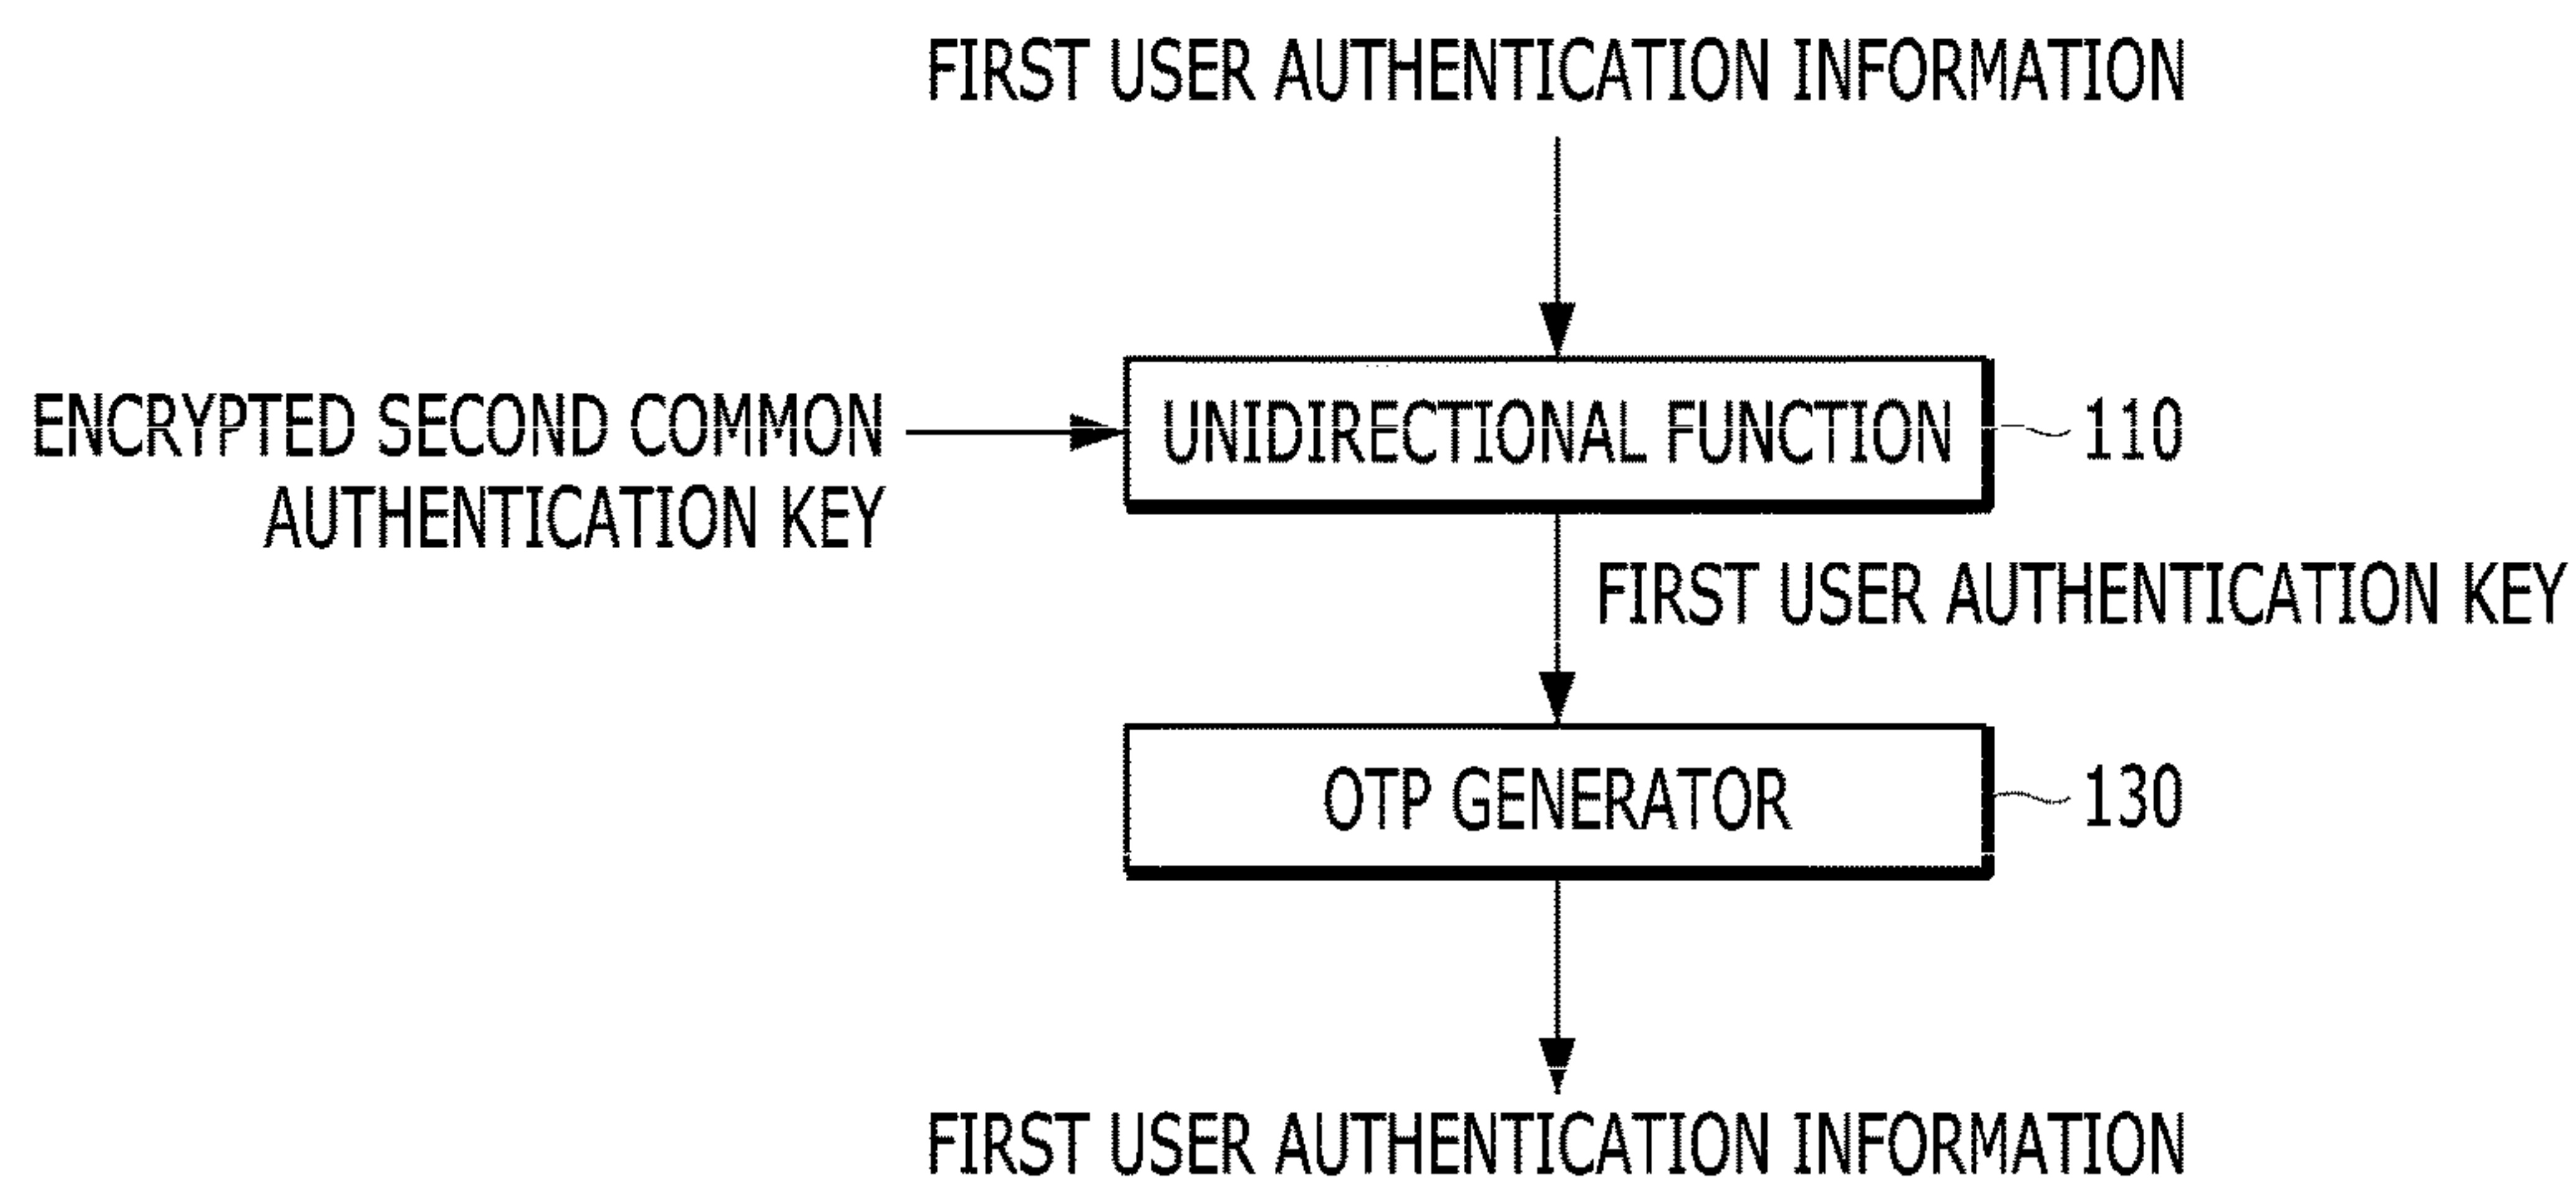 FIRST USER AUTHENTICATION INFORMATION
ENCRYPTED SECOND COMMON
AUTHENTICATION KEY
UNIDIRECTIONAL FUNCTION
110
FIRST USER AUTHENTICATION KEY
OTP GENERATOR
130
FIRST USER AUTHENTICATION INFORMATION